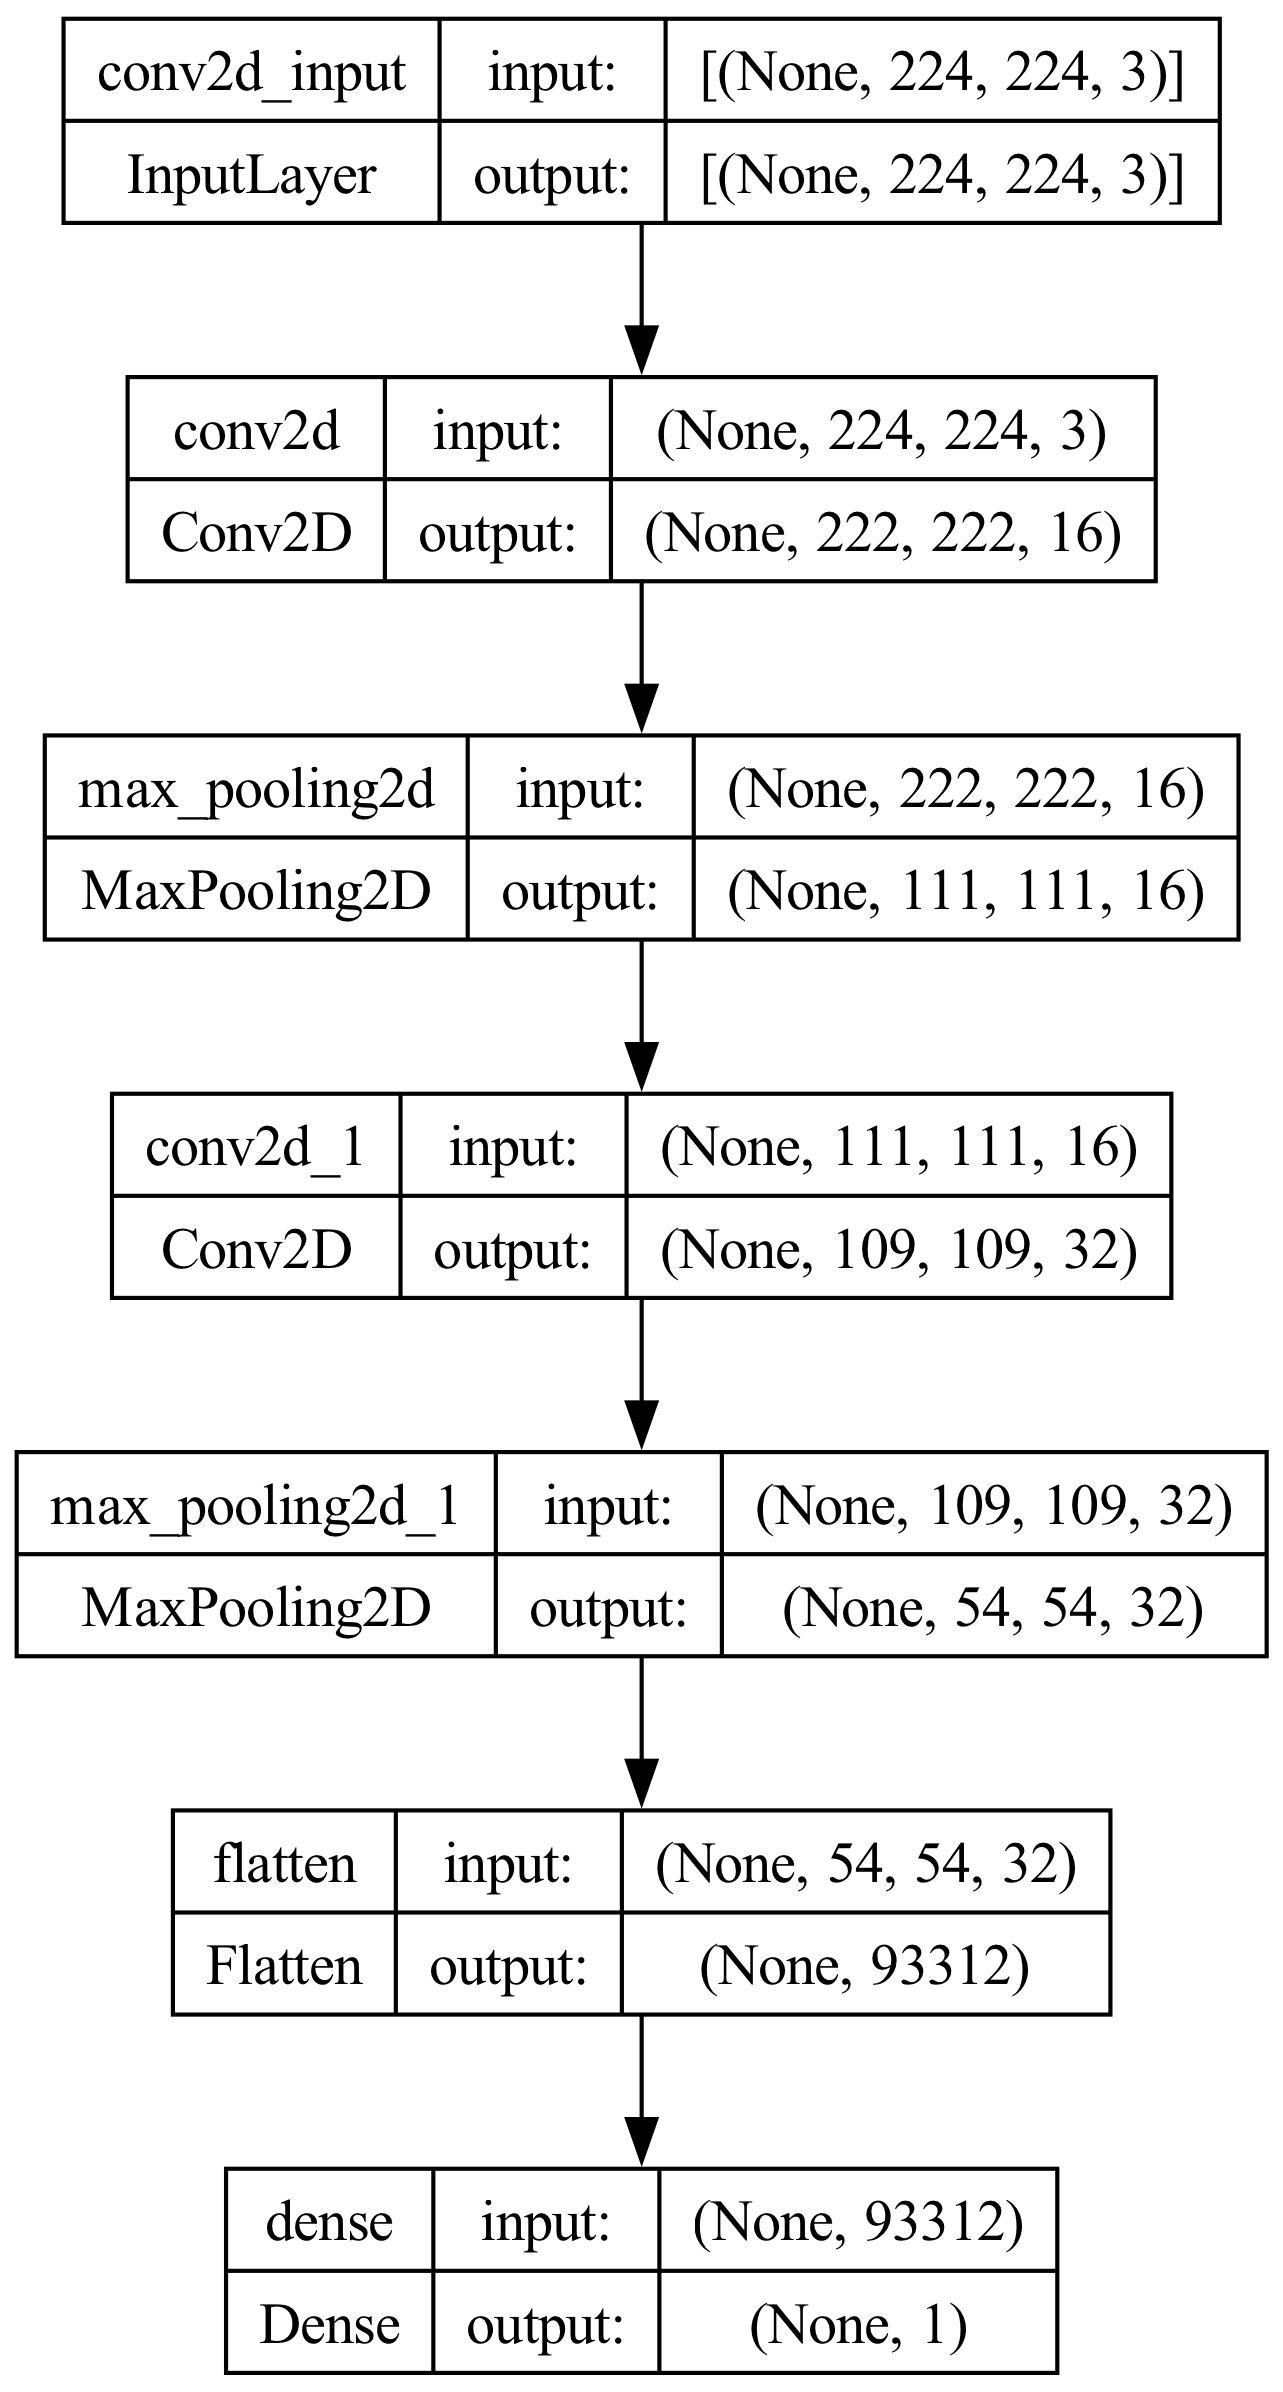 conv2d_input input: [(None, 224, 224, 3)]
InputLayer output: [(None, 224, 224, 3)]
conv2d input: (None, 224, 224, 3)
Conv2D output: (None, 222, 222, 16)
max_pooling2d input: (None, 222, 222, 16)
MaxPooling2D output: (None, 111, 111, 16)
conv2d_1 input: (None, 111, 111, 16)
Conv2D output: (None, 109, 109, 32)
max_pooling2d_1 input: (None, 109, 109, 32)
MaxPooling2D output: (None, 54, 54, 32)
flatten input: (None, 54, 54, 32)
Flatten output: (None, 93312)
dense input: (None, 93312)
Dense output: (None, 1)